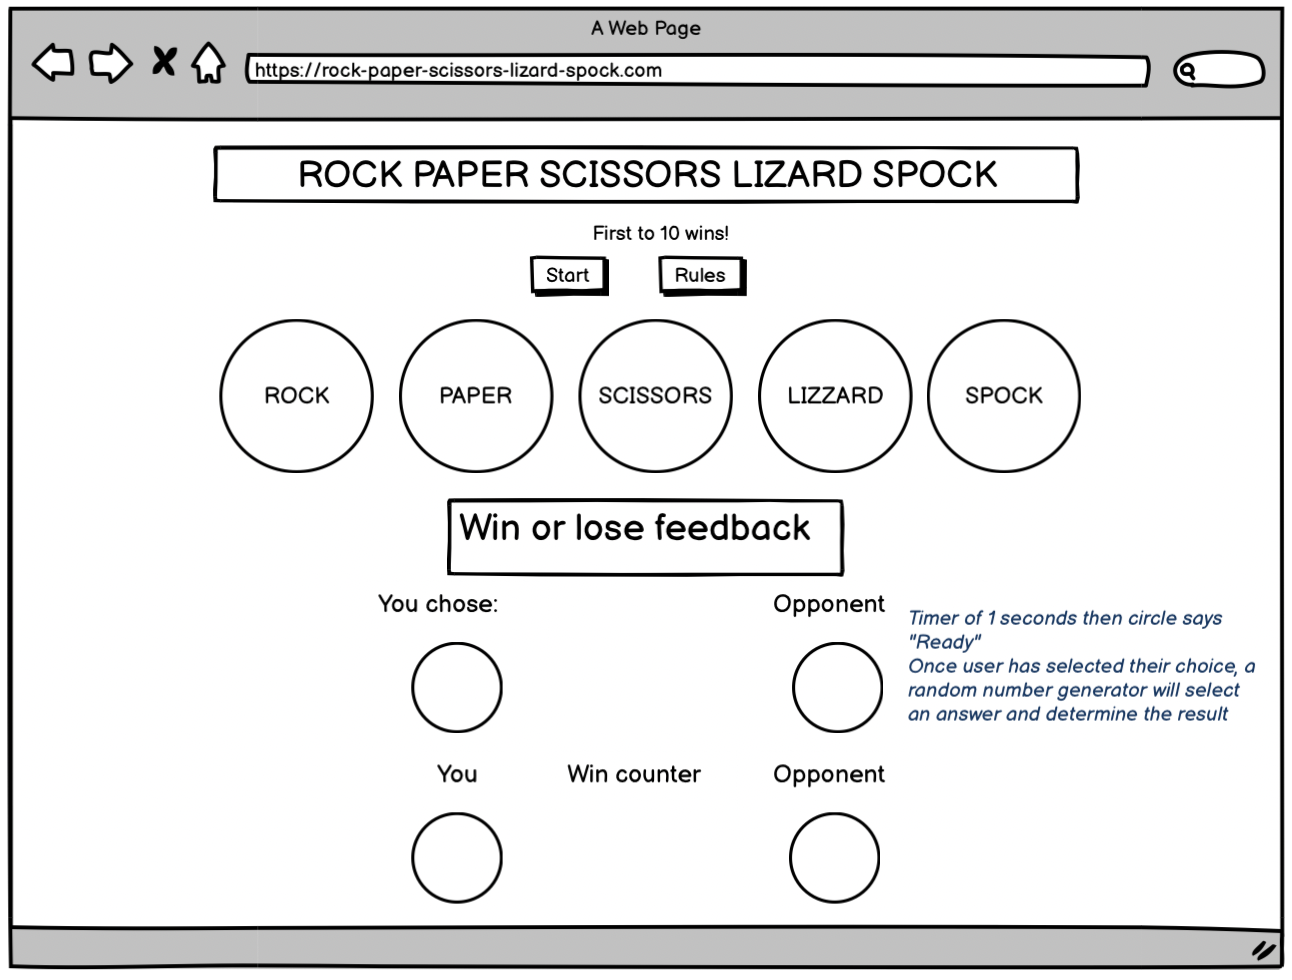 A Web Page
https://rock-paper-scissors-lizard-spock.com
ROCK PAPER SCISSORS LIZARD SPOCK
First to 10 wins!
Start Rules
ROCK PAPER SCISSORS LIZZARD SPOCK
Win or lose feedback
You chose: Opponent
Timer of 1 seconds then circle says
"Ready"
Once user has selected their choice, a
random number generator will select
an answer and determine the result
You Win counter Opponent